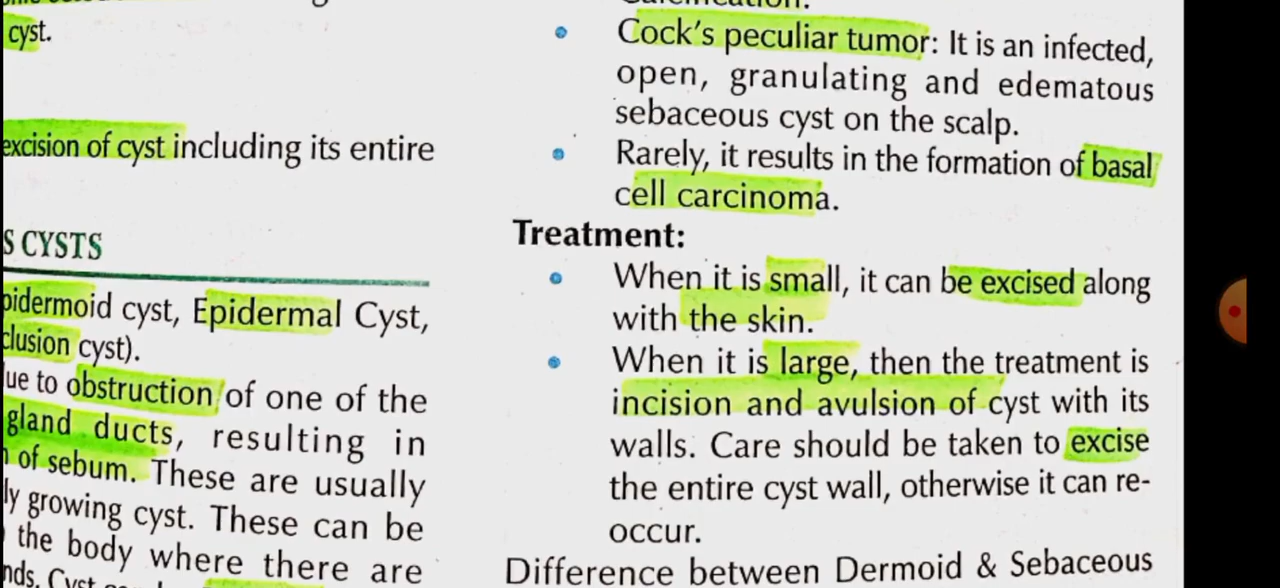 cyst.
excision of cyst including its entire
S CYSTS
pidermoid cyst, Epidermal Cyst,
clusion cyst).
ue to obstruction of one of the
gland ducts, resulting in
of sebum. These are usually
ly growing cyst. These can be
the body where there are
nds. Cyst
Cock's peculiar tumor: It is an infected,
open, granulating and edematous
sebaceous cyst on the scalp.
Rarely, it results in the formation of basal
cell carcinoma.
Treatment:
When it is small, it can be excised along
with the skin.
When it is large, then the treatment is
incision and avulsion of cyst with its
walls. Care should be taken to excise
the entire cyst wall, otherwise it can re-
occur.
Difference between Dermoid & Sebaceous